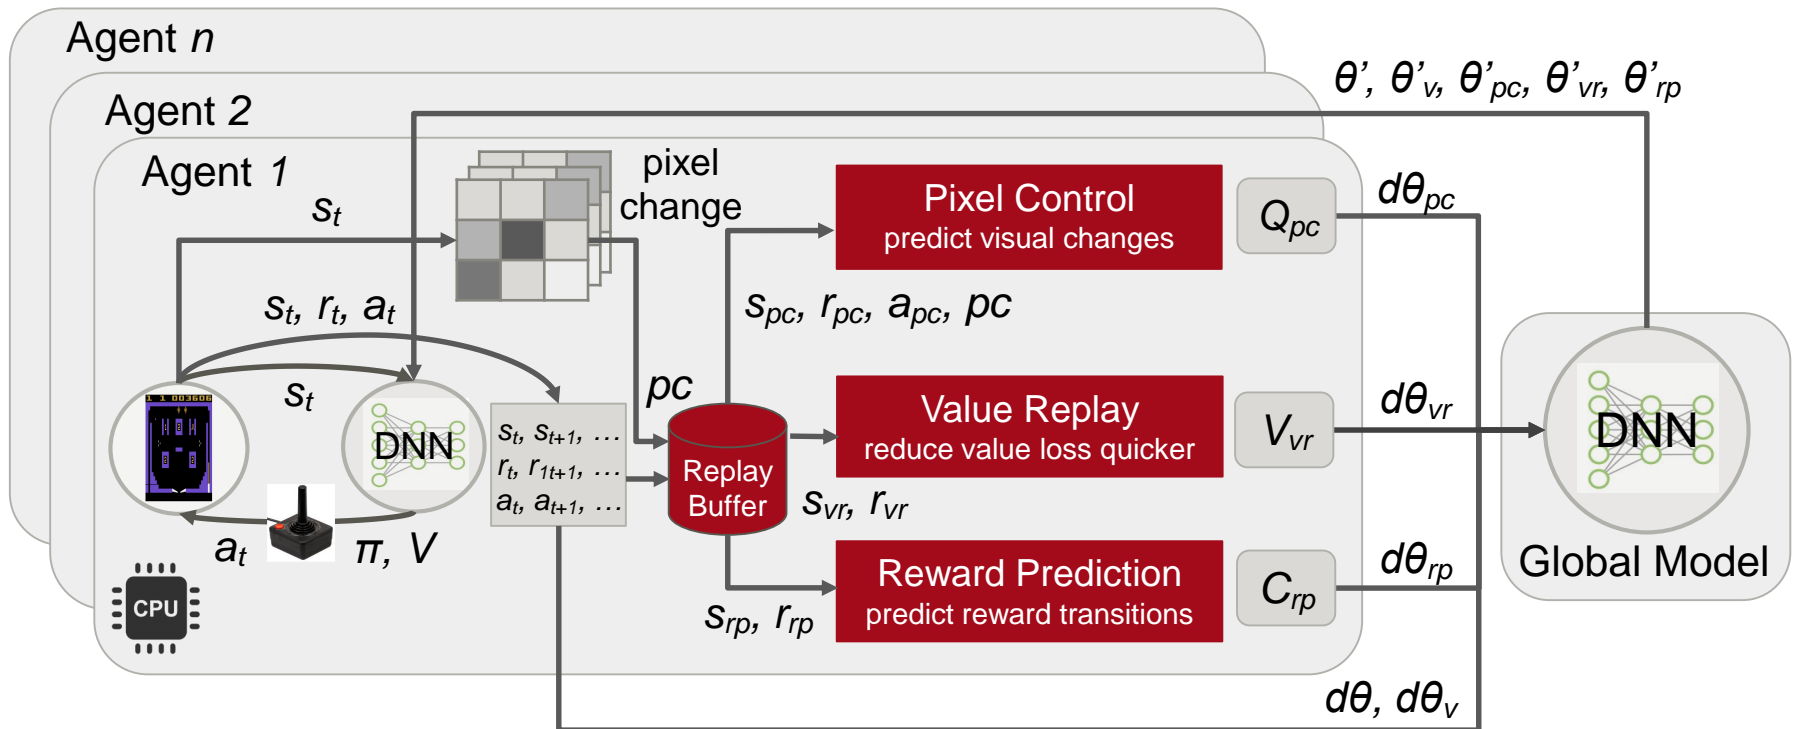 Agent n
Agent 2
Agent 1
θ’, θ’v, θ’pc, θ’vr, θ’rp
pixel
change
st
Pixel Control
predict visual changes
Qpc
dθpc
st, rt, at
spc, rpc, apc, pc
st
pc
1 1 003606
DNN
st, st+1, ...
rt, r1t+1, ...
at, at+1, ...
Replay
Buffer
Value Replay
reduce value loss quicker
Vvr
dθvr
DNN
svr, rvr
at
π, V
Global Model
CPU
Reward Prediction
predict reward transitions
Crp
dθrp
srp, rrp
dθ, dθv